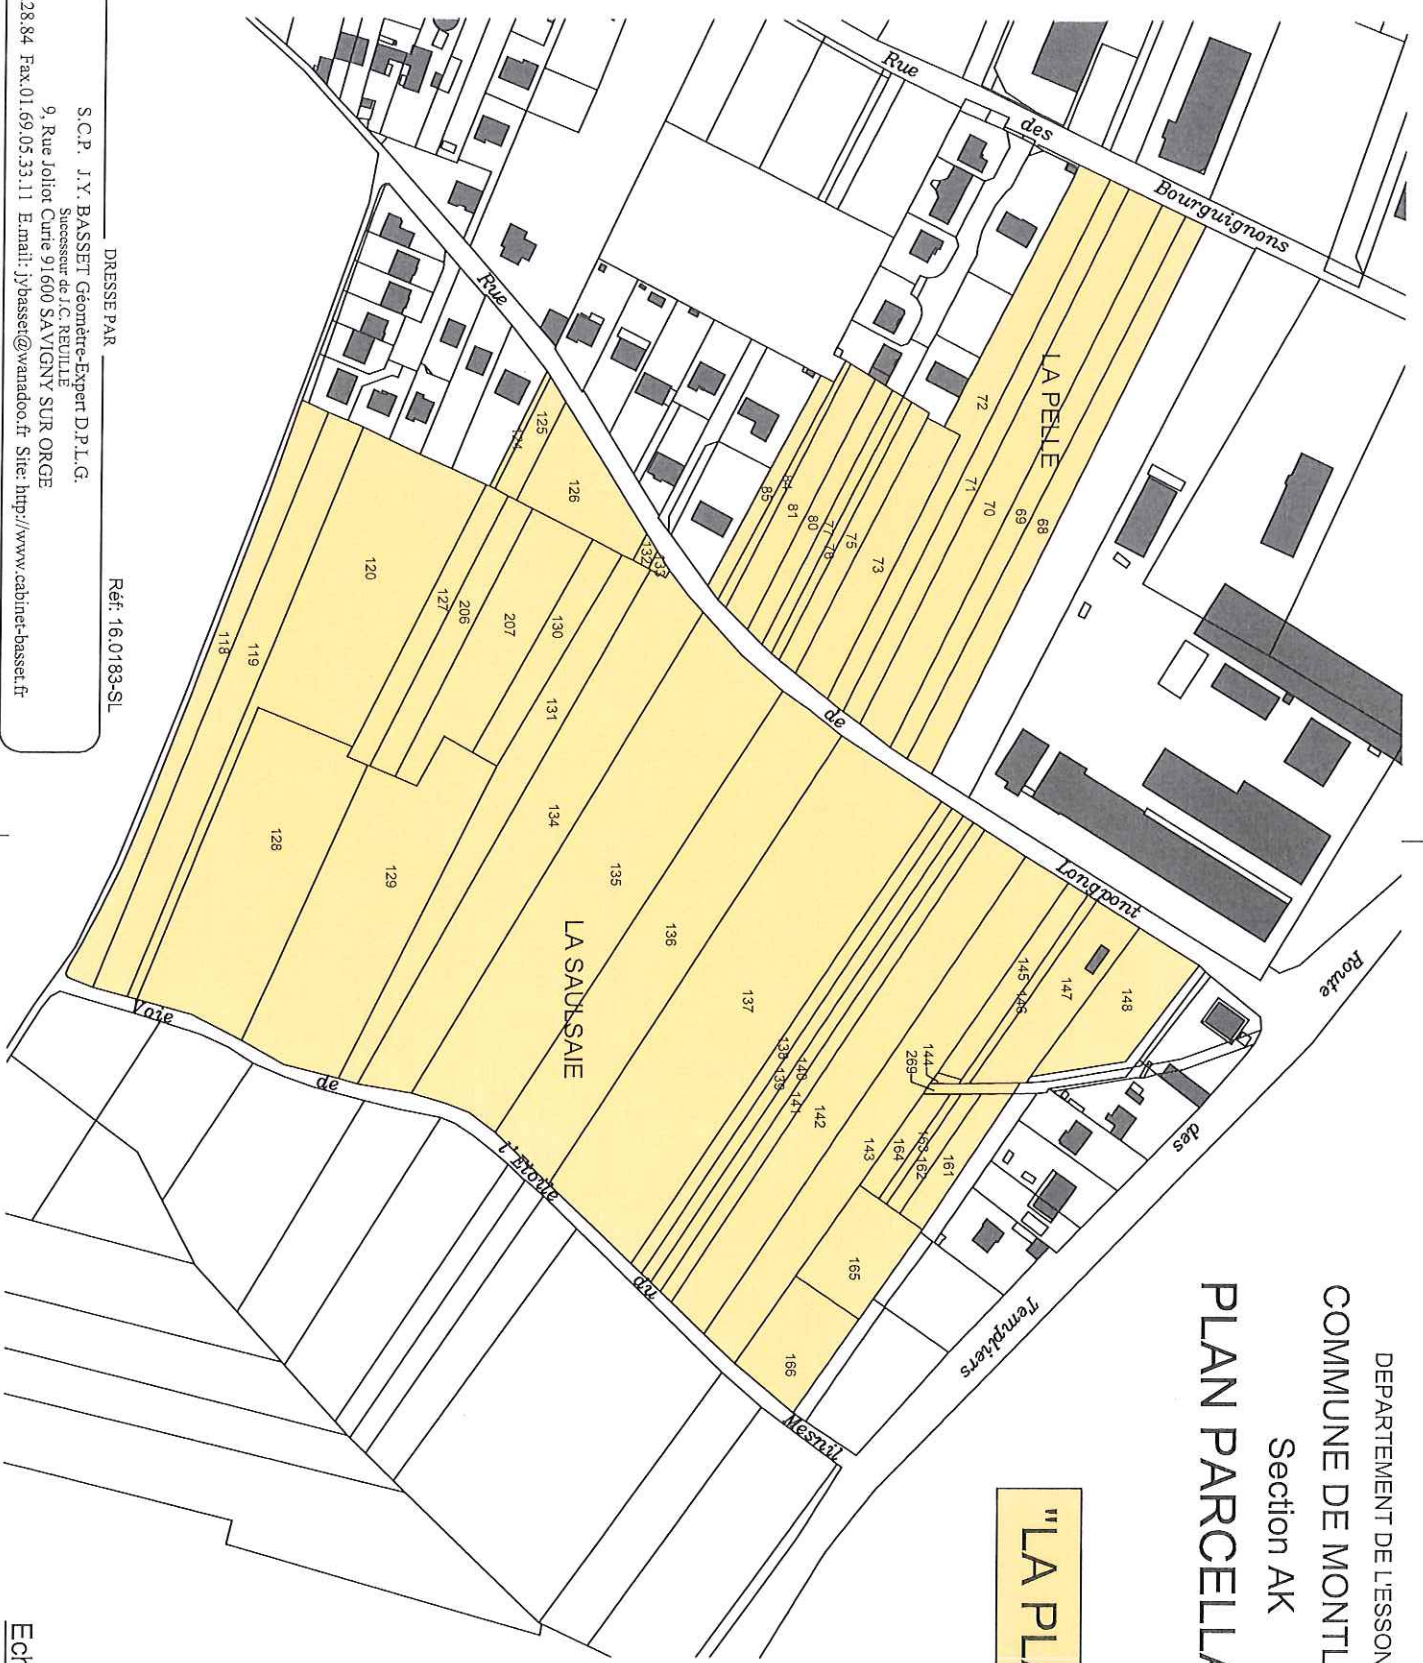 DEPARTEMENT DE L'ESSON
COMMUNE DE MONTL
Section AK
PLAN PARCELLA
"LA PL
Rue
des
Bourguignons
LA PELLE
72
71
70
69
68
73
75
78
77
80
81
84
85
Rue
de
Longpont
Route
des
Templiers
124
125
126
132
133
120
127
206
207
130
131
118
119
128
129
134
135
136
LA SAULSAIE
137
138
139
140
141
142
143
144
269
145
146
147
148
161
162
163
164
165
166
Voie
de
l'Etoile
du
Mesnil
DRESSE PAR
S.C.P. J.Y. BASSET Géomètre-Expert D.P.L.G.
Successeur de J.C. REUILLE
9, Rue Joliot Curie 91600 SAVIGNY SUR ORGE
.28.84 Fax.01.69.05.33.11 E.mail: jybasset@wanadoo.fr Site: http://www.cabinet-basset.fr
Réf: 16.0183-SL
Ech